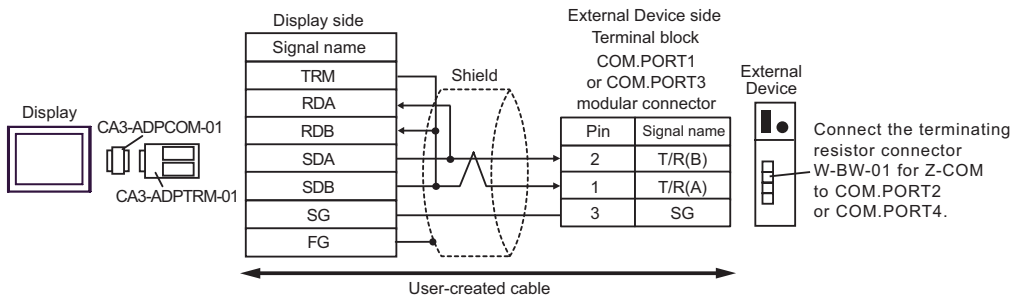 Display side
Signal name
TRM
RDA
RDB
SDA
SDB
SG
FG
Shield
External Device side
Terminal block
COM.PORT1
or COM.PORT3
modular connector
Pin Signal name
2 T/R(B)
1 T/R(A)
3 SG
Display
CA3-ADPCOM-01
CA3-ADPTRM-01
External
Device
Connect the terminating
resistor connector
W-BW-01 for Z-COM
to COM.PORT2
or COM.PORT4.
User-created cable